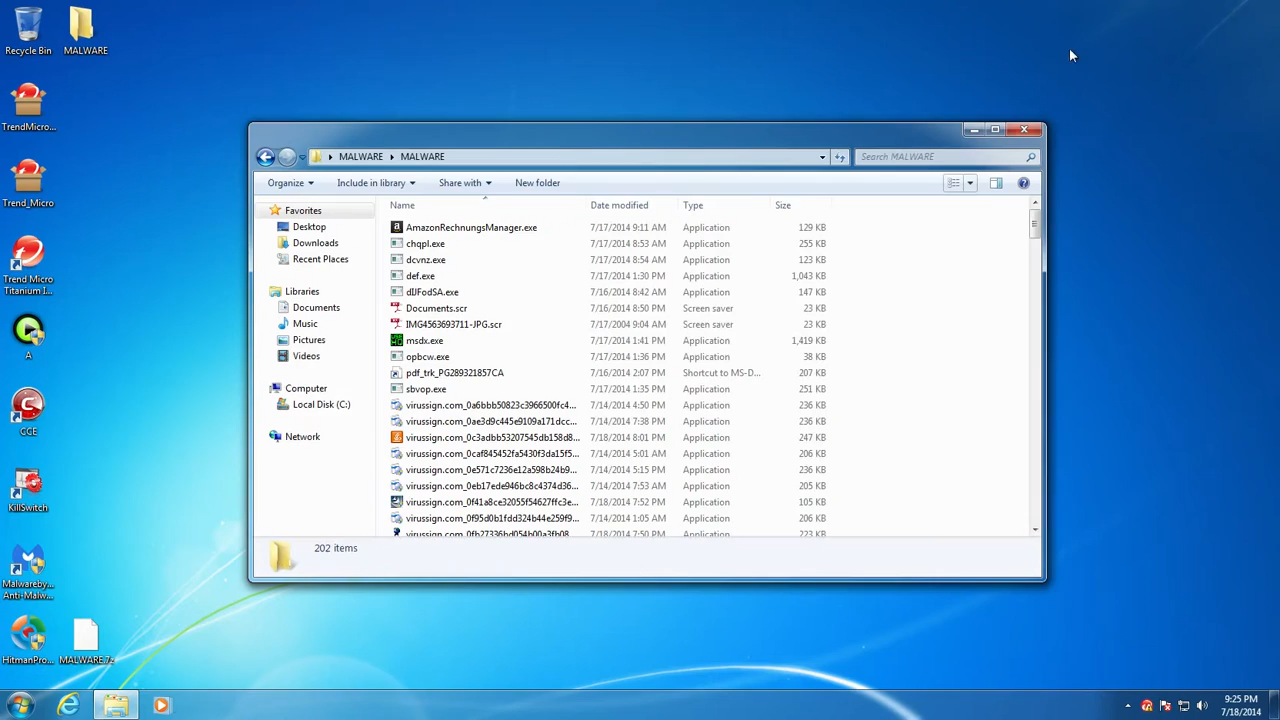 Recycle Bin
MALWARE
TrendMicro...
Trend_Micro
Trend Micro
Titanium I...
A
CCE
KillSwitch
Malwareby...
Anti-Malw...
HitmanPro...
MALWARE.7z
MALWARE
MALWARE
Search MALWARE
Organize
Include in library
Share with
New folder
Favorites
Desktop
Downloads
Recent Places
Libraries
Documents
Music
Pictures
Videos
Computer
Local Disk (C:)
Network
Name Date modified Type Size
AmazonRechnungsManager.exe 7/17/2014 9:11 AM Application 129 KB
chqpl.exe 7/17/2014 8:53 AM Application 255 KB
dcvnz.exe 7/17/2014 8:54 AM Application 123 KB
def.exe 7/17/2014 1:30 PM Application 1,043 KB
7/16/2014 8:42 AM Application 147 KB
Documents.scr 7/16/2014 8:50 PM Screen saver 23 KB
IMG4563693711-JPG.scr 7/17/2009 9:04 AM Screen saver 23 KB
msdx.exe 7/17/2014 1:41 PM Application 1,419 KB
opbcw.exe 7/17/2014 1:36 PM Application 38 KB
pdf_trk_PG289321857CA 7/16/2014 2:07 PM Shortcut to MS-D... 207 KB
sbvop.exe 7/17/2014 1:35 PM Application 251 KB
virussign.com_0a6bbb50823c3966500fc4... 7/14/2014 4:50 PM Application 236 KB
virussign.com_0ae3d9c445e9109a171dcc... 7/14/2014 7:38 PM Application 236 KB
virussign.com_0c3adbb53207545db158d8... 7/18/2014 8:01 PM Application 247 KB
virussign.com_0caf845452fa5430f3da15f5... 7/14/2014 5:01 AM Application 206 KB
virussign.com_0e571c7236e12a598b24b9... 7/14/2014 5:15 PM Application 236 KB
virussign.com_0eb17ede946bc8c4374d36... 7/14/2014 7:53 AM Application 205 KB
virussign.com_0f41a8ce32055f54627ffc3e... 7/18/2014 7:52 PM Application 105 KB
virussign.com_0f95d0b1fdd324b44e259f9... 7/14/2014 1:05 AM Application 206 KB
7/18/2014 7:50 PM Application 223 KB
202 items
9:25 PM
7/18/2014